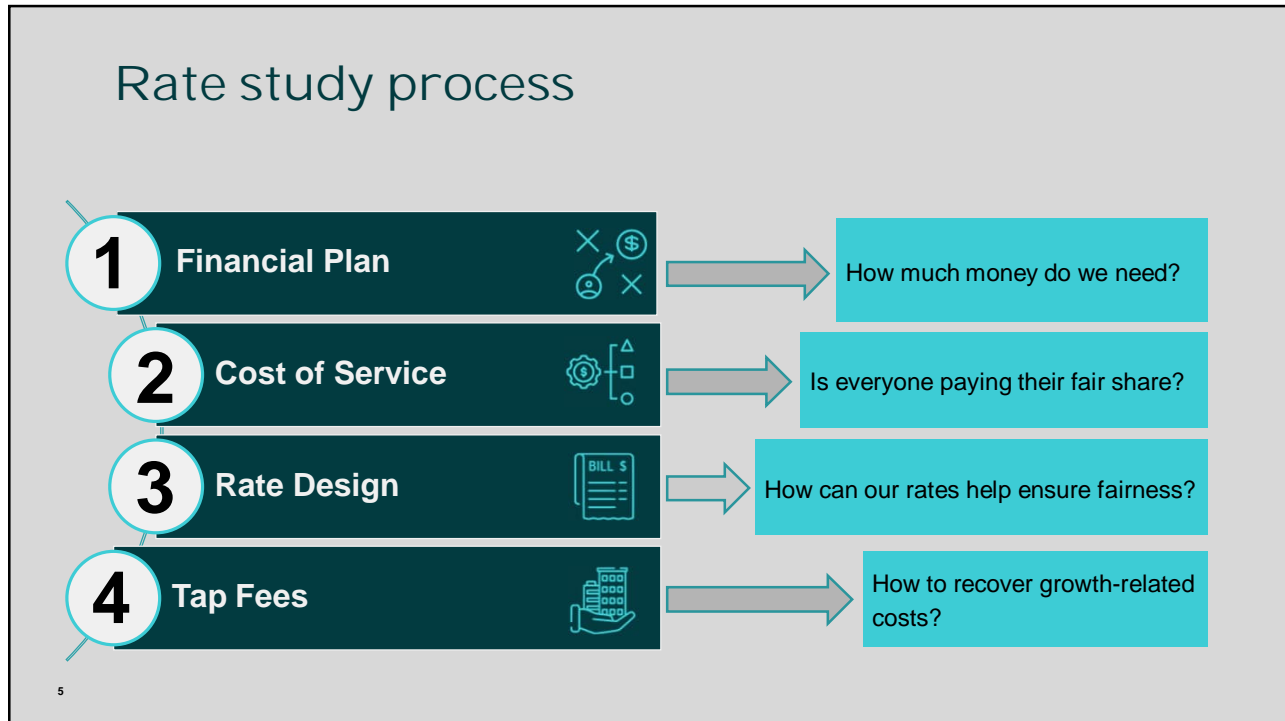 Rate study process
1
Financial Plan
How much money do we need?
2
Cost of Service
Is everyone paying their fair share?
3
Rate Design
BILL $
How can our rates help ensure fairness?
4
Tap Fees
How to recover growth-related
costs?
5